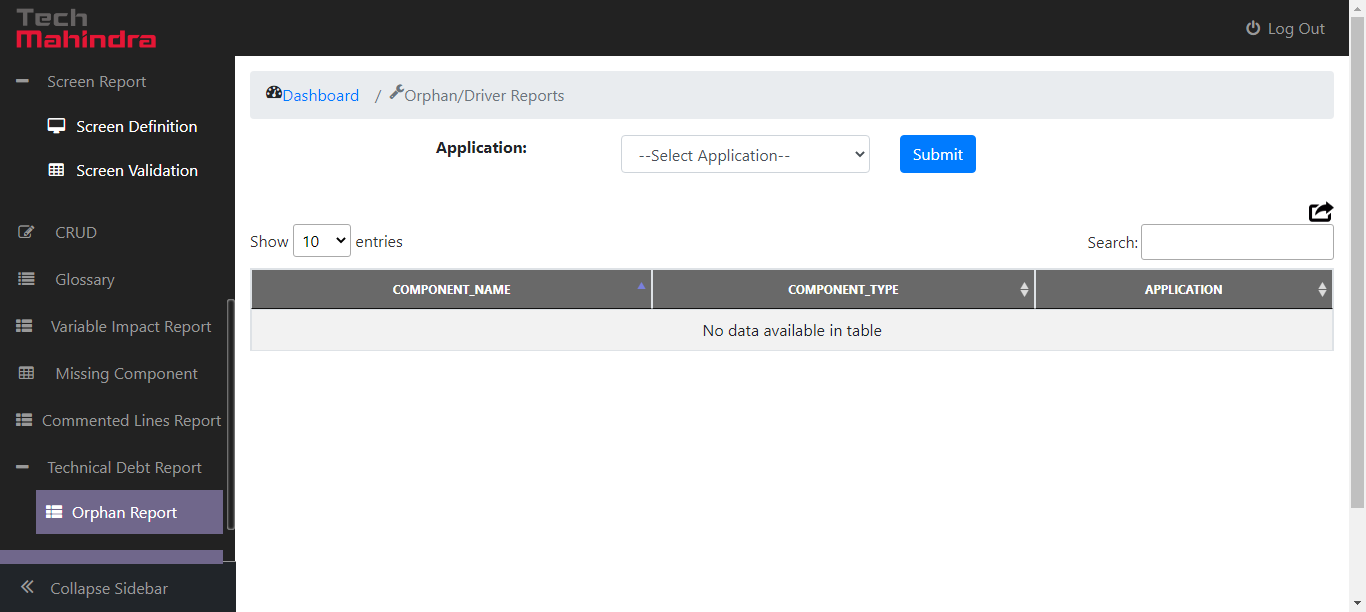 Tech
Mahindra
Log Out
Screen Report
Screen Definition
Screen Validation
CRUD
Glossary
Variable Impact Report
Missing Component
Commented Lines Report
Technical Debt Report
Orphan Report
Collapse Sidebar
Dashboard / Orphan/Driver Reports
Application: --Select Application-- Submit
Show 10 entries Search:
COMPONENT_NAME COMPONENT_TYPE APPLICATION
No data available in table